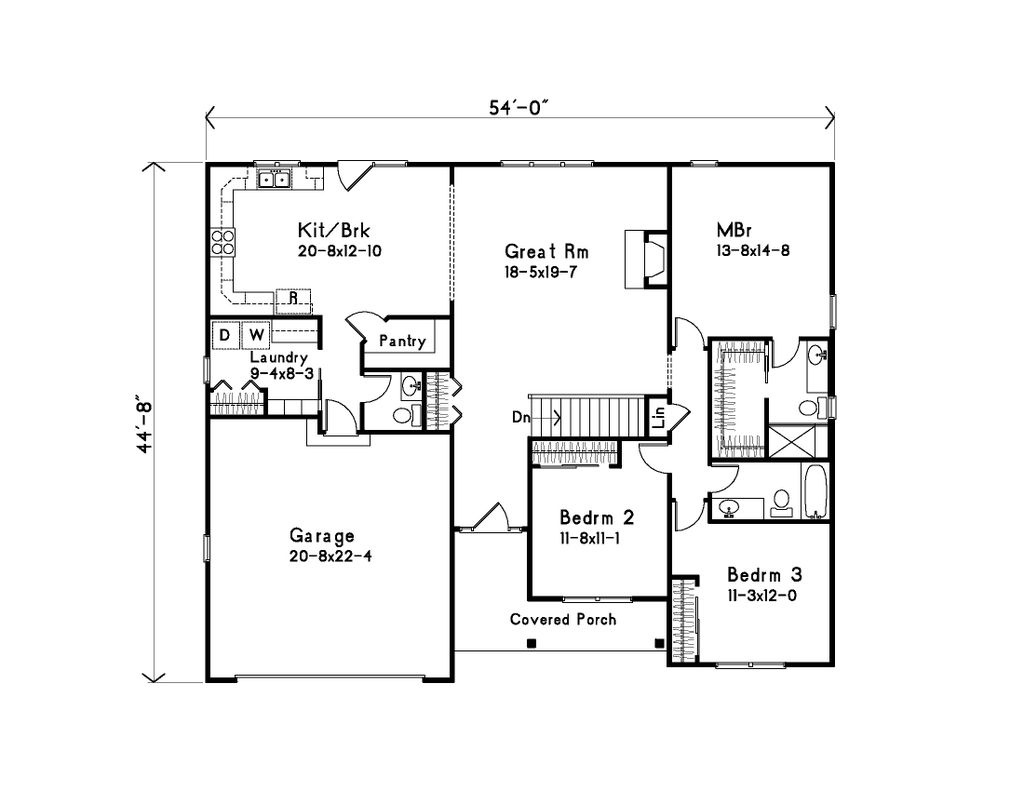 54'-0"
44'-8"
Kit/Brk
20-8x12-10
R
Great Rm
18-5x19-7
MBr
13-8x14-8
D W
Laundry
9-4x8-3
Pantry
Dn
Lin
Garage
20-8x22-4
Bedrm 2
11-8x11-1
Bedrm 3
11-3x12-0
Covered Porch